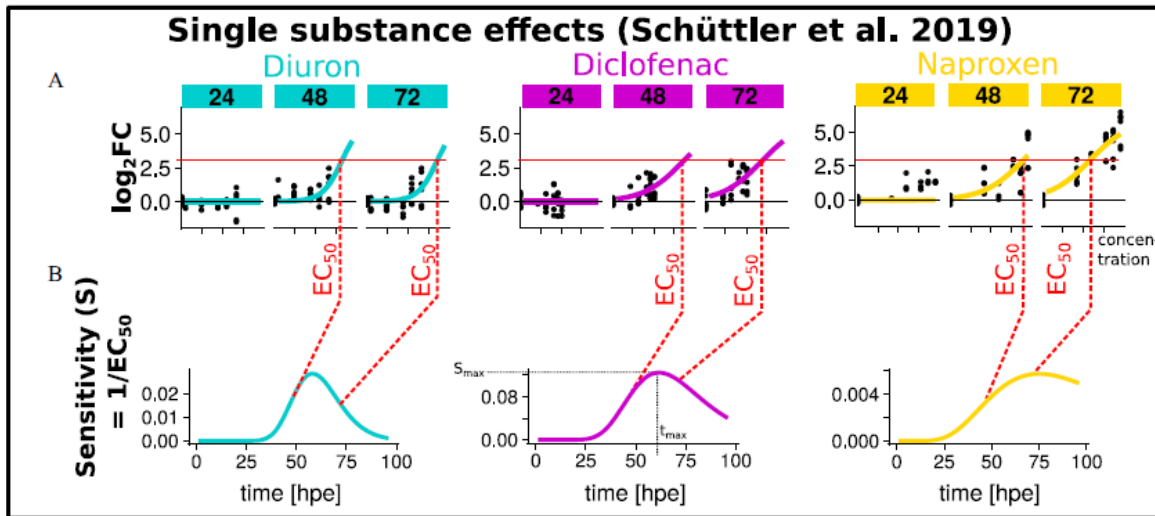 Single substance effects (Schüttler et al. 2019)
A
Diuron
Diclofenac
Naproxen
24 48 72
24 48 72
24 48 72
log₂FC
5.0
2.5
0.0
5.0
2.5
0.0
5.0
2.5
0.0
concen-
tration
EC₅₀ EC₅₀
EC₅₀ EC₅₀
EC₅₀ EC₅₀
B
Sensitivity (S)
= 1/EC₅₀
0.02
0.01
0.00
Smax
0.08
0.00
tmax
0.004
0.000
0 25 50 75 100
0 25 50 75 100
0 25 50 75 100
time [hpe]
time [hpe]
time [hpe]